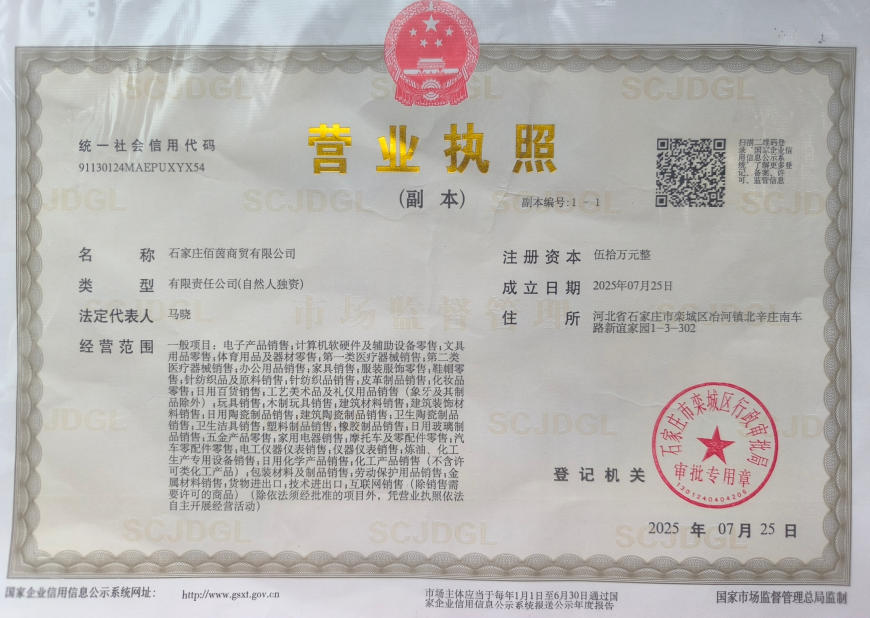 统一社会信用代码
91130124MAEPUXYX54
营业执照
(副 本)
副本编号:1-1
扫描二维码登
录“国家企业信
用信息公示系
统”了解更多登
记、备案、许
可、监管信息
名 称 石家庄佰茵商贸有限公司
类 型 有限责任公司(自然人独资)
法定代表人 马晓
经营范围 一般项目:电子产品销售;计算机软硬件及辅助设备零售;文具
用品零售;体育用品及器材零售;第一类医疗器械销售;第二类
医疗器械销售;办公用品销售;家具销售;服装服饰零售;鞋帽零
售;针纺织品及原料销售;针纺织品销售;皮革制品销售;化妆品
零售;日用百货销售;工艺美术品及礼仪用品销售(象牙及其制
品除外);玩具销售;木制玩具销售;建筑材料销售;建筑装饰材
料销售;日用陶瓷制品销售;建筑陶瓷制品销售;卫生陶瓷制品
销售;卫生洁具销售;塑料制品销售;橡胶制品销售;日用玻璃制
品销售;五金产品零售;家用电器销售;摩托车及零配件零售;汽
车零配件零售;电工仪器仪表销售;仪器仪表销售;炼油、化工
生产专用设备销售;日用化学产品销售;化工产品销售(不含许
可类化工产品);包装材料及制品销售;劳动保护用品销售;金
属材料销售;货物进出口;技术进出口;互联网销售(除销售需
要许可的商品)(除依法须经批准的项目外,凭营业执照依法
自主开展经营活动)
注册资本 伍拾万元整
成立日期 2025年07月25日
住 所 河北省石家庄市栾城区冶河镇北辛庄南车
路新谊家园1-3-302
登记机关
石家庄市栾城区行政审批局
审批专用章
1301240404206
2025 年 07月 25 日
国家企业信用信息公示系统网址: http://www.gsxt.gov.cn
市场主体应当于每年1月1日至6月30日通过国
家企业信用信息公示系统报送公示年度报告
国家市场监督管理总局监制
SCJDGL
市场监督管理